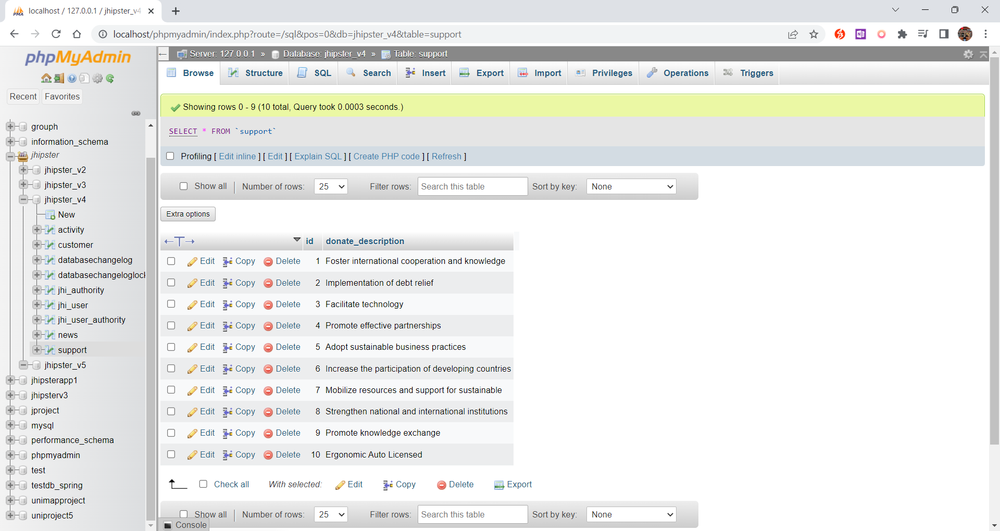 localhost / 127.0.0.1 / jhipster_v4
localhost/phpmyadmin/index.php?route=/sql&pos=0&db=jhipster_v4&table=support
phpMyAdmin
Recent Favorites
grouph
information_schema
jhipster
jhipster_v2
jhipster_v3
jhipster_v4
New
activity
customer
databasechangelog
databasechangeloglock
jhi_authority
jhi_user
jhi_user_authority
news
support
jhipster_v5
jhipsterapp1
jhipsterv3
jproject
mysql
performance_schema
phpmyadmin
test
testdb_spring
unimapproject
uniproject5
Server: 127.0.0.1 » Database: jhipster_v4 » Table: support
Browse Structure SQL Search Insert Export Import Privileges Operations Triggers
Showing rows 0 - 9 (10 total, Query took 0.0003 seconds.)
SELECT * FROM `support`
Profiling [ Edit inline ] [ Edit ] [ Explain SQL ] [ Create PHP code ] [ Refresh ]
Show all | Number of rows: 25 Filter rows: Search this table Sort by key: None
Extra options
←T→ id donate_description
Edit Copy Delete 1 Foster international cooperation and knowledge
Edit Copy Delete 2 Implementation of debt relief
Edit Copy Delete 3 Facilitate technology
Edit Copy Delete 4 Promote effective partnerships
Edit Copy Delete 5 Adopt sustainable business practices
Edit Copy Delete 6 Increase the participation of developing countries
Edit Copy Delete 7 Mobilize resources and support for sustainable
Edit Copy Delete 8 Strengthen national and international institutions
Edit Copy Delete 9 Promote knowledge exchange
Edit Copy Delete 10 Ergonomic Auto Licensed
Check all With selected: Edit Copy Delete Export
Show all | Number of rows: 25 Filter rows: Search this table Sort by key: None
Console